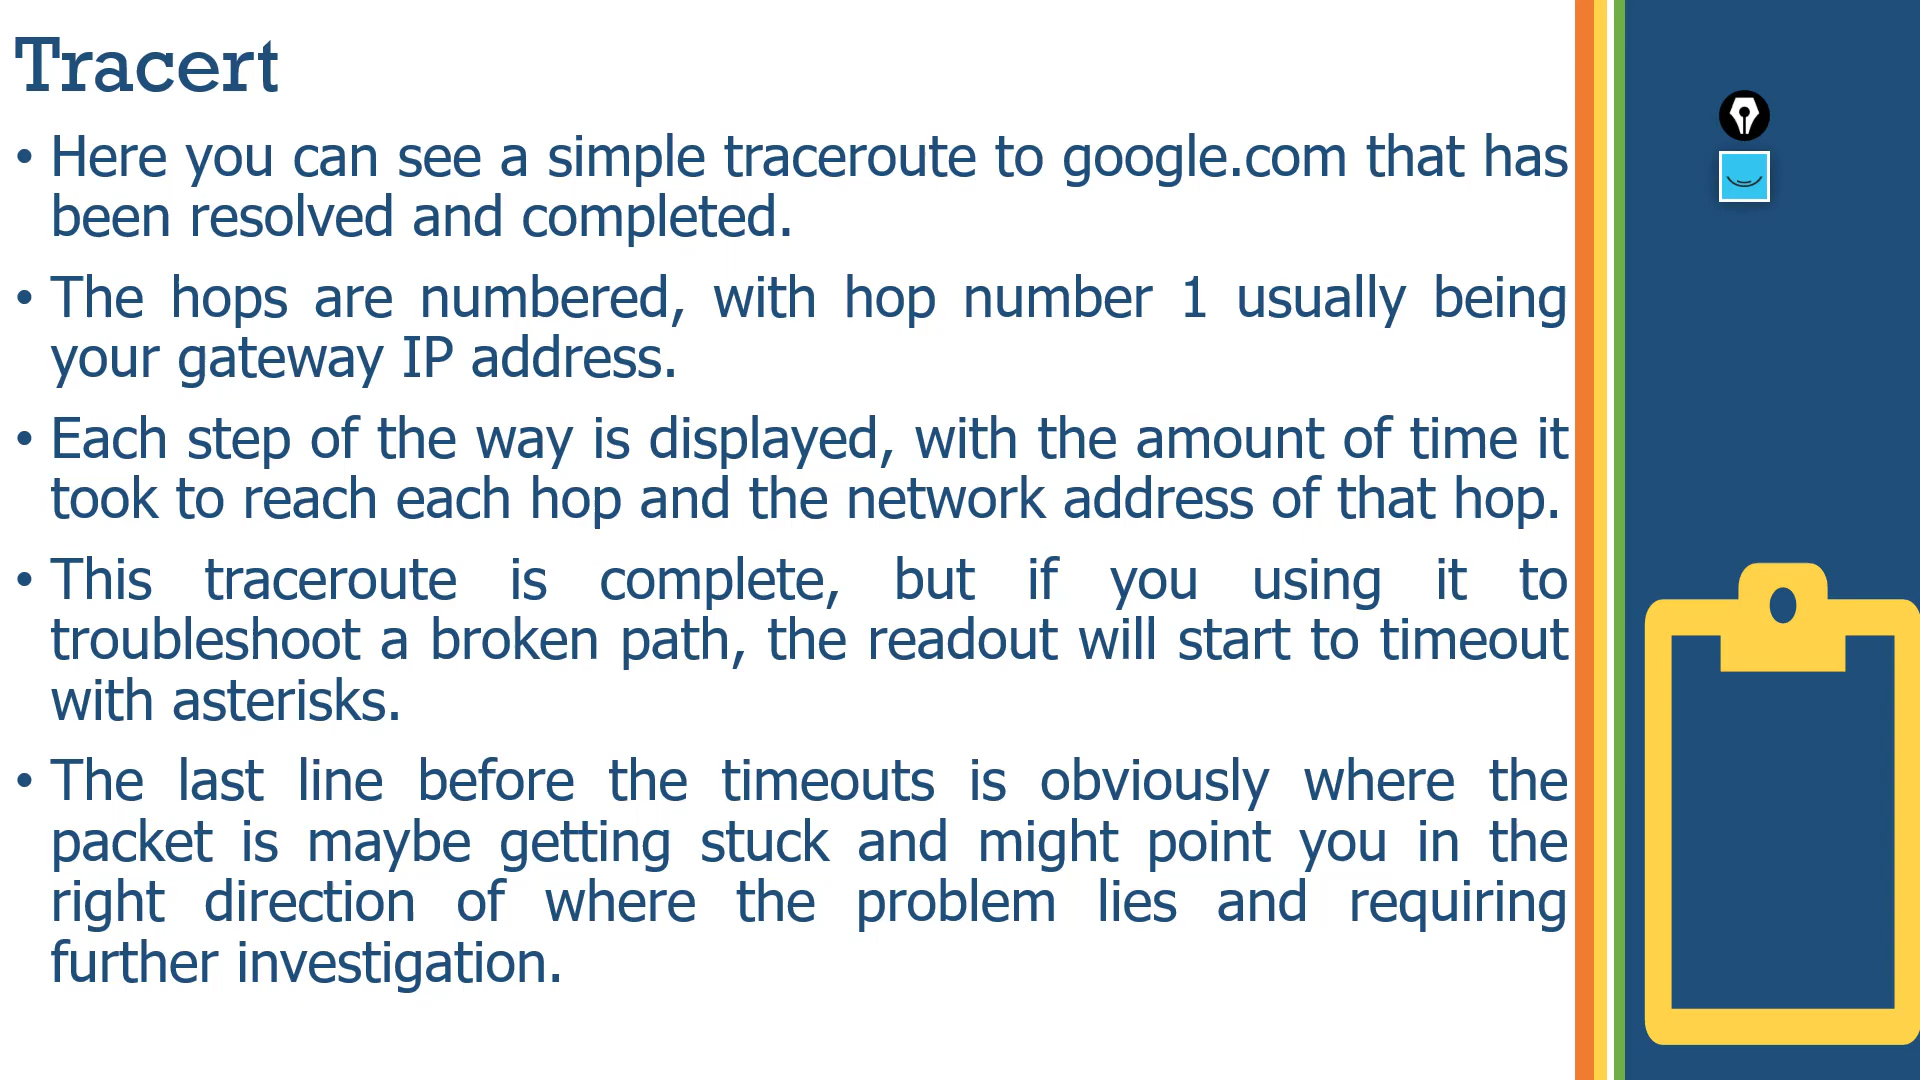 Tracert
• Here you can see a simple traceroute to google.com that has
been resolved and completed.
• The hops are numbered, with hop number 1 usually being
your gateway IP address.
• Each step of the way is displayed, with the amount of time it
took to reach each hop and the network address of that hop.
• This traceroute is complete, but if you using it to
troubleshoot a broken path, the readout will start to timeout
with asterisks.
• The last line before the timeouts is obviously where the
packet is maybe getting stuck and might point you in the
right direction of where the problem lies and requiring
further investigation.